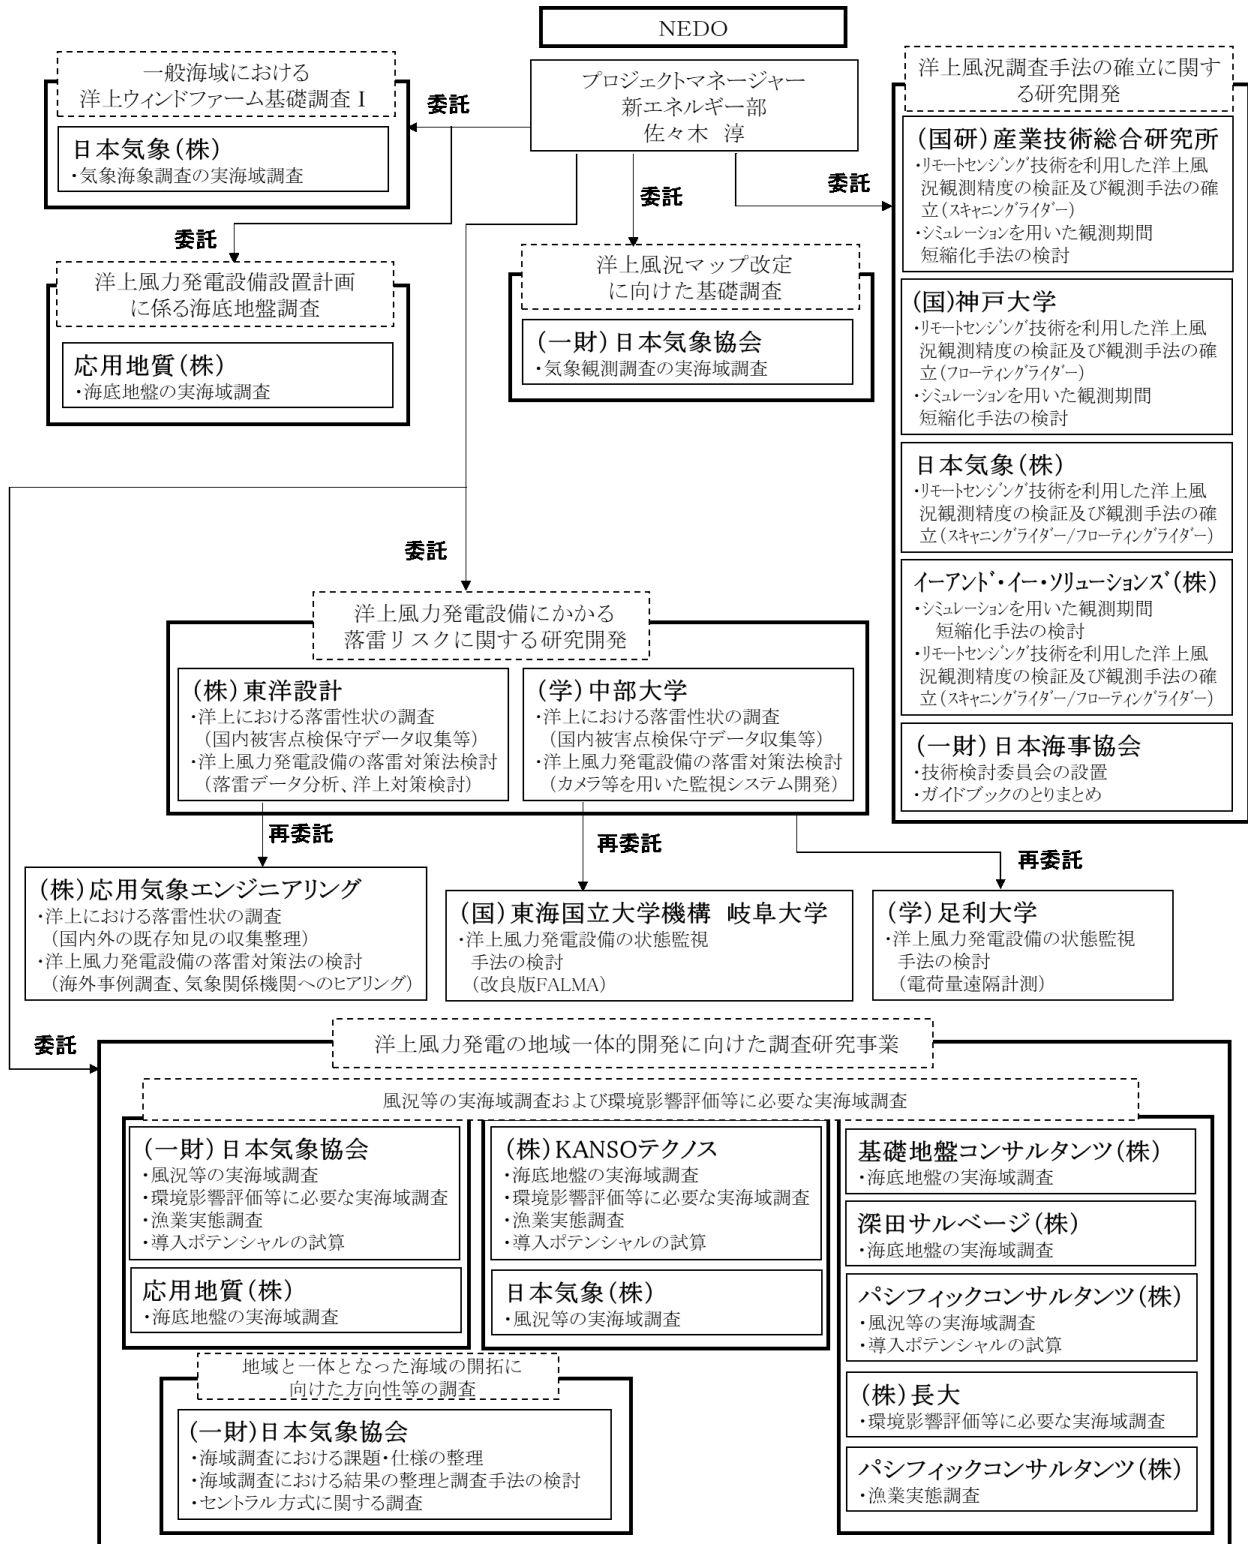 NEDO
プロジェクトマネージャー
新エネルギー部
佐々木 淳
一般海域における
洋上ウィンドファーム基礎調査Ⅰ
委託
日本気象(株)
・気象海象調査の実海域調査
委託
洋上風力発電設備設置計画
に係る海底地盤調査
応用地質(株)
・海底地盤の実海域調査
委託
洋上風況マップ改定
に向けた基礎調査
(一財)日本気象協会
・気象観測調査の実海域調査
委託
洋上風況調査手法の確立に関す
る研究開発
(国研)産業技術総合研究所
・リモートセンシング技術を利用した洋上風
況観測精度の検証及び観測手法の確
立(スキャニングライダー)
・シミュレーションを用いた観測期間
短縮化手法の検討
(国)神戸大学
・リモートセンシング技術を利用した洋上風
況観測精度の検証及び観測手法の確
立(フローティングライダー)
・シミュレーションを用いた観測期間
短縮化手法の検討
日本気象(株)
・リモートセンシング技術を利用した洋上風
況観測精度の検証及び観測手法の確
立(スキャニングライダー/フローティングライダー)
イーアンド・イー・ソリューションズ(株)
・シミュレーションを用いた観測期間
短縮化手法の検討
・リモートセンシング技術を利用した洋上風
況観測精度の検証及び観測手法の確
立(スキャニングライダー/フローティングライダー)
(一財)日本海事協会
・技術検討委員会の設置
・ガイドブックのとりまとめ
委託
洋上風力発電設備にかかる
落雷リスクに関する研究開発
(株)東洋設計
・洋上における落雷性状の調査
(国内被害点検保守データ収集等)
・洋上風力発電設備の落雷対策法検討
(落雷データ分析、洋上対策検討)
(学)中部大学
・洋上における落雷性状の調査
(国内被害点検保守データ収集等)
・洋上風力発電設備の落雷対策法検討
(カメラ等を用いた監視システム開発)
再委託
再委託
再委託
(株)応用気象エンジニアリング
・洋上における落雷性状の調査
(国内外の既存知見の収集整理)
・洋上風力発電設備の落雷対策法の検討
(海外事例調査、気象関係機関へのヒアリング)
(国)東海国立大学機構 岐阜大学
・洋上風力発電設備の状態監視
手法の検討
(改良版FALMA)
(学)足利大学
・洋上風力発電設備の状態監視
手法の検討
(電荷量遠隔計測)
委託
洋上風力発電の地域一体的開発に向けた調査研究事業
風況等の実海域調査および環境影響評価等に必要な実海域調査
(一財)日本気象協会
・風況等の実海域調査
・環境影響評価等に必要な実海域調査
・漁業実態調査
・導入ポテンシャルの試算
応用地質(株)
・海底地盤の実海域調査
(株)KANSOテクノス
・海底地盤の実海域調査
・環境影響評価等に必要な実海域調査
・漁業実態調査
・導入ポテンシャルの試算
日本気象(株)
・風況等の実海域調査
基礎地盤コンサルタンツ(株)
・海底地盤の実海域調査
深田サルベージ(株)
・海底地盤の実海域調査
パシフィックコンサルタンツ(株)
・風況等の実海域調査
・導入ポテンシャルの試算
(株)長大
・環境影響評価等に必要な実海域調査
パシフィックコンサルタンツ(株)
・漁業実態調査
地域と一体となった海域の開拓に
向けた方向性等の調査
(一財)日本気象協会
・海域調査における課題・仕様の整理
・海域調査における結果の整理と調査手法の検討
・セントラル方式に関する調査